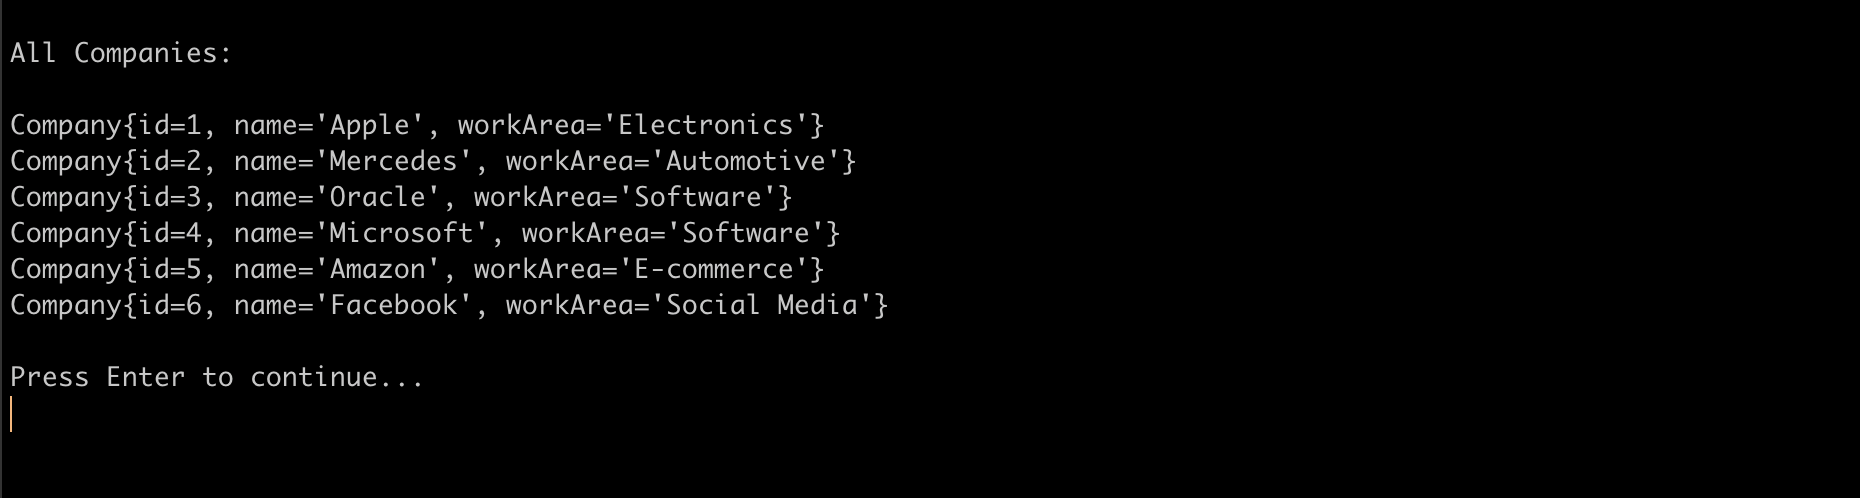 All Companies:
Company{id=1, name='Apple', workArea='Electronics'}
Company{id=2, name='Mercedes', workArea='Automotive'}
Company{id=3, name='Oracle', workArea='Software'}
Company{id=4, name='Microsoft', workArea='Software'}
Company{id=5, name='Amazon', workArea='E-commerce'}
Company{id=6, name='Facebook', workArea='Social Media'}
Press Enter to continue...